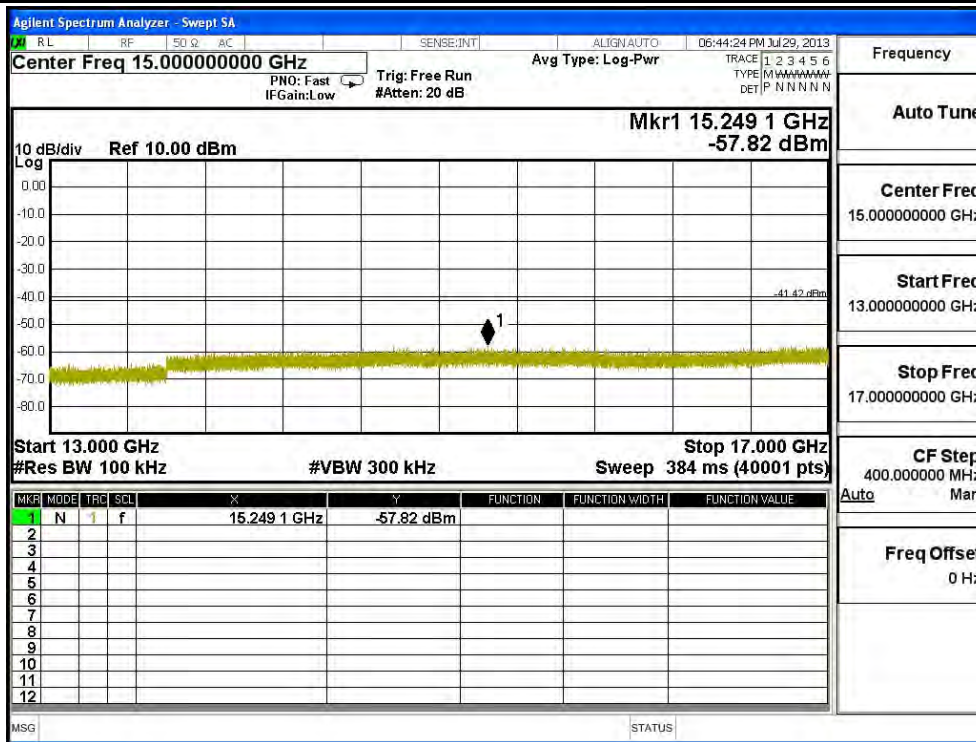 Agilent Spectrum Analyzer - Swept SA
RL RF 50 Ω AC SENSE:INT ALIGN AUTO 06:44:24 PM Jul 29, 2013
Center Freq 15.000000000 GHz
PNO: Fast
IFGain:Low
Trig: Free Run
#Atten: 20 dB
Avg Type: Log-Pwr
TRACE 1 2 3 4 5 6
TYPE M
DET P N N N N N
Mkr1 15.249 1 GHz
-57.82 dBm
10 dB/div Ref 10.00 dBm
Log
0.00
-10.0
-20.0
-30.0
-40.0
-41.42 dBm
-50.0
1
-60.0
-70.0
-80.0
Start 13.000 GHz Stop 17.000 GHz
#Res BW 100 kHz #VBW 300 kHz Sweep 384 ms (40001 pts)
MKR MODE TRC SCL X Y FUNCTION FUNCTION WIDTH FUNCTION VALUE
1 N 1 f 15.249 1 GHz -57.82 dBm
2
3
4
5
6
7
8
9
10
11
12
MSG STATUS
Frequency
Auto Tune
Center Freq
15.000000000 GHz
Start Freq
13.000000000 GHz
Stop Freq
17.000000000 GHz
CF Step
400.000000 MHz
Auto Man
Freq Offset
0 Hz